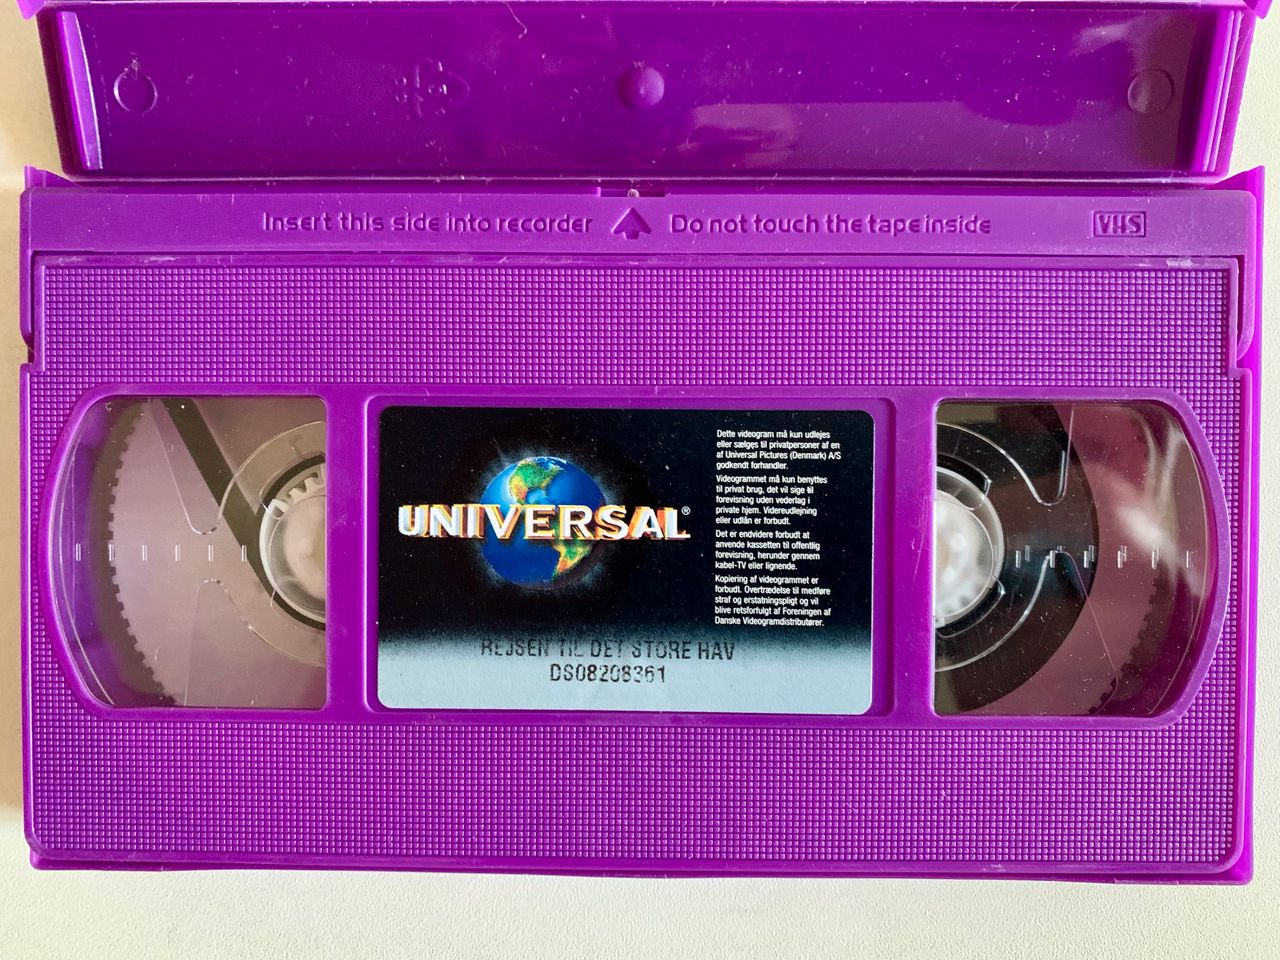 Insert this side into recorder Do not touch the tape inside VHS
UNIVERSAL®
Dette videogram må kun udlejes
eller sælges til privatpersoner af en
af Universal Pictures (Denmark) A/S
godkendt forhandler.
Videogrammet må kun benyttes
til privat brug, det vil sige til
forevisning uden vederlag i
private hjem. Videreudlejning
eller udlån er forbudt.
Det er endvidere forbudt at
anvende kassetten til offentlig
forevisning, herunder gennem
kabel-TV eller lignende.
Kopiering af videogrammet er
forbudt. Overtrædelse til medføre
straf og erstatningspligt og vil
blive retsforfulgt af Foreningen af
Danske Videogramdistributører.
REJSEN TIL DET STORE HAV
DS08208361